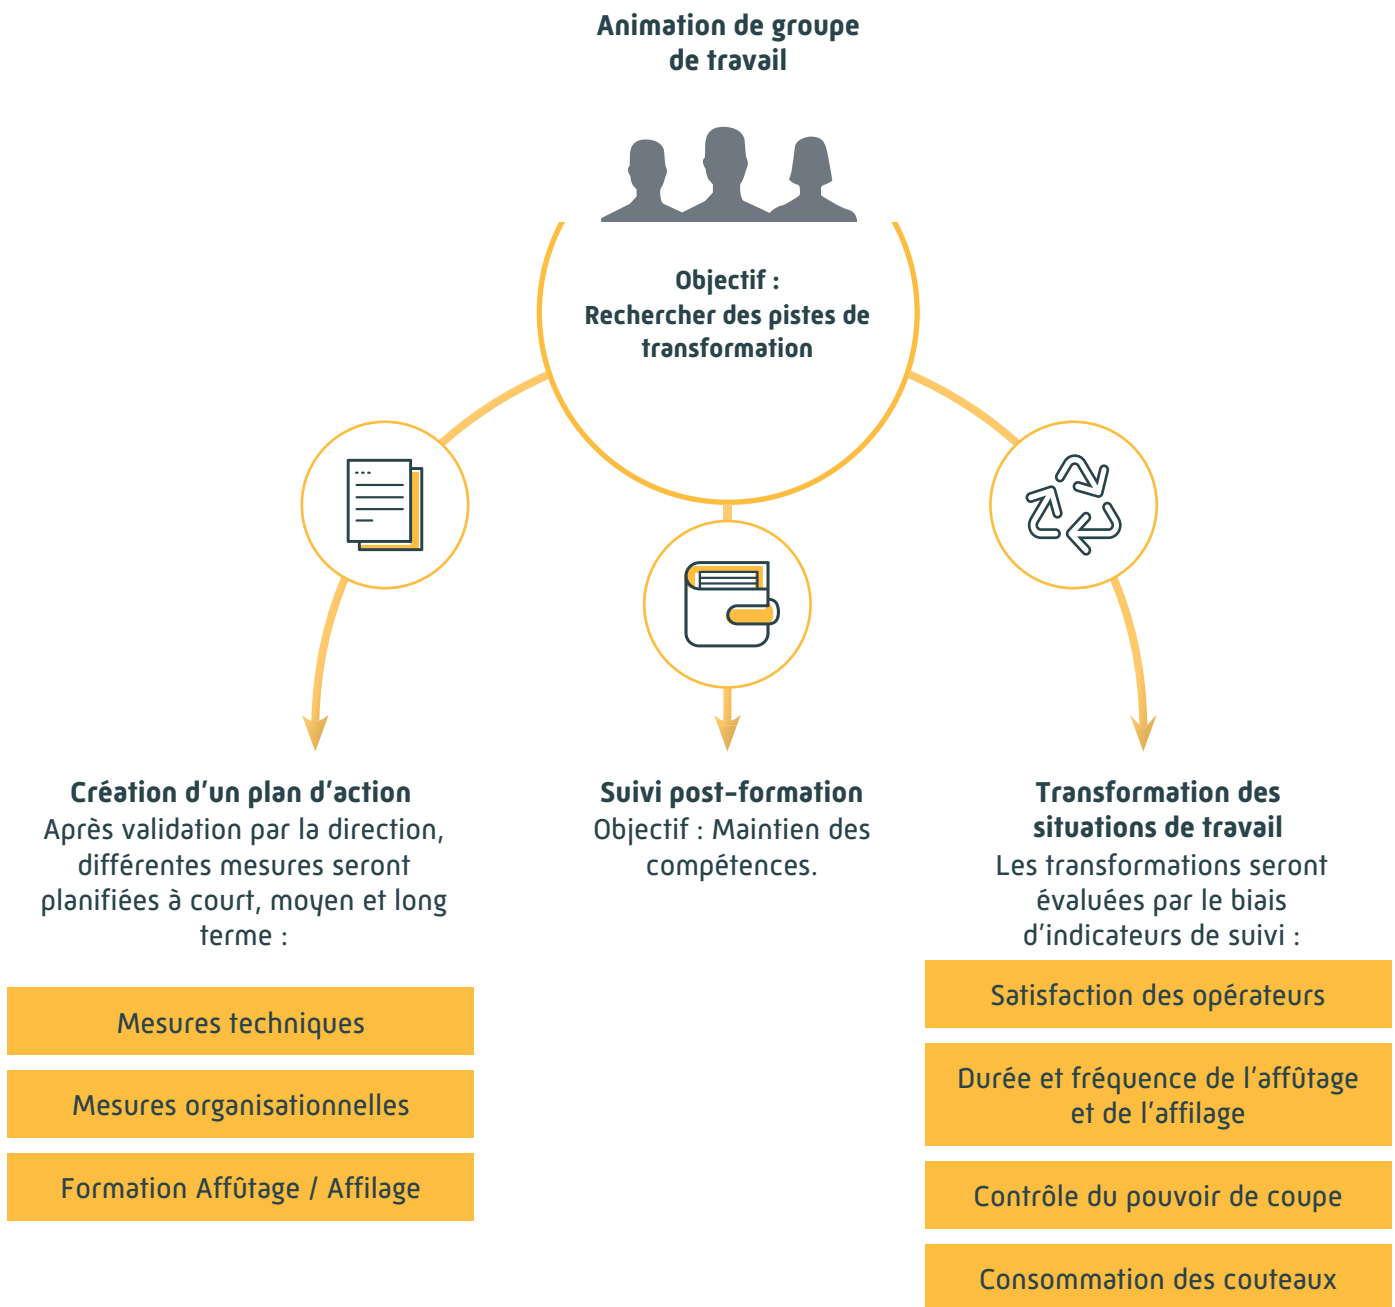 Animation de groupe
de travail
Objectif :
Rechercher des pistes de
transformation
Création d'un plan d'action
Après validation par la direction,
différentes mesures seront
planifiées à court, moyen et long
terme :
Mesures techniques
Mesures organisationnelles
Formation Affûtage / Affilage
Suivi post-formation
Objectif : Maintien des
compétences.
Transformation des
situations de travail
Les transformations seront
évaluées par le biais
d'indicateurs de suivi :
Satisfaction des opérateurs
Durée et fréquence de l'affûtage
et de l'affilage
Contrôle du pouvoir de coupe
Consommation des couteaux